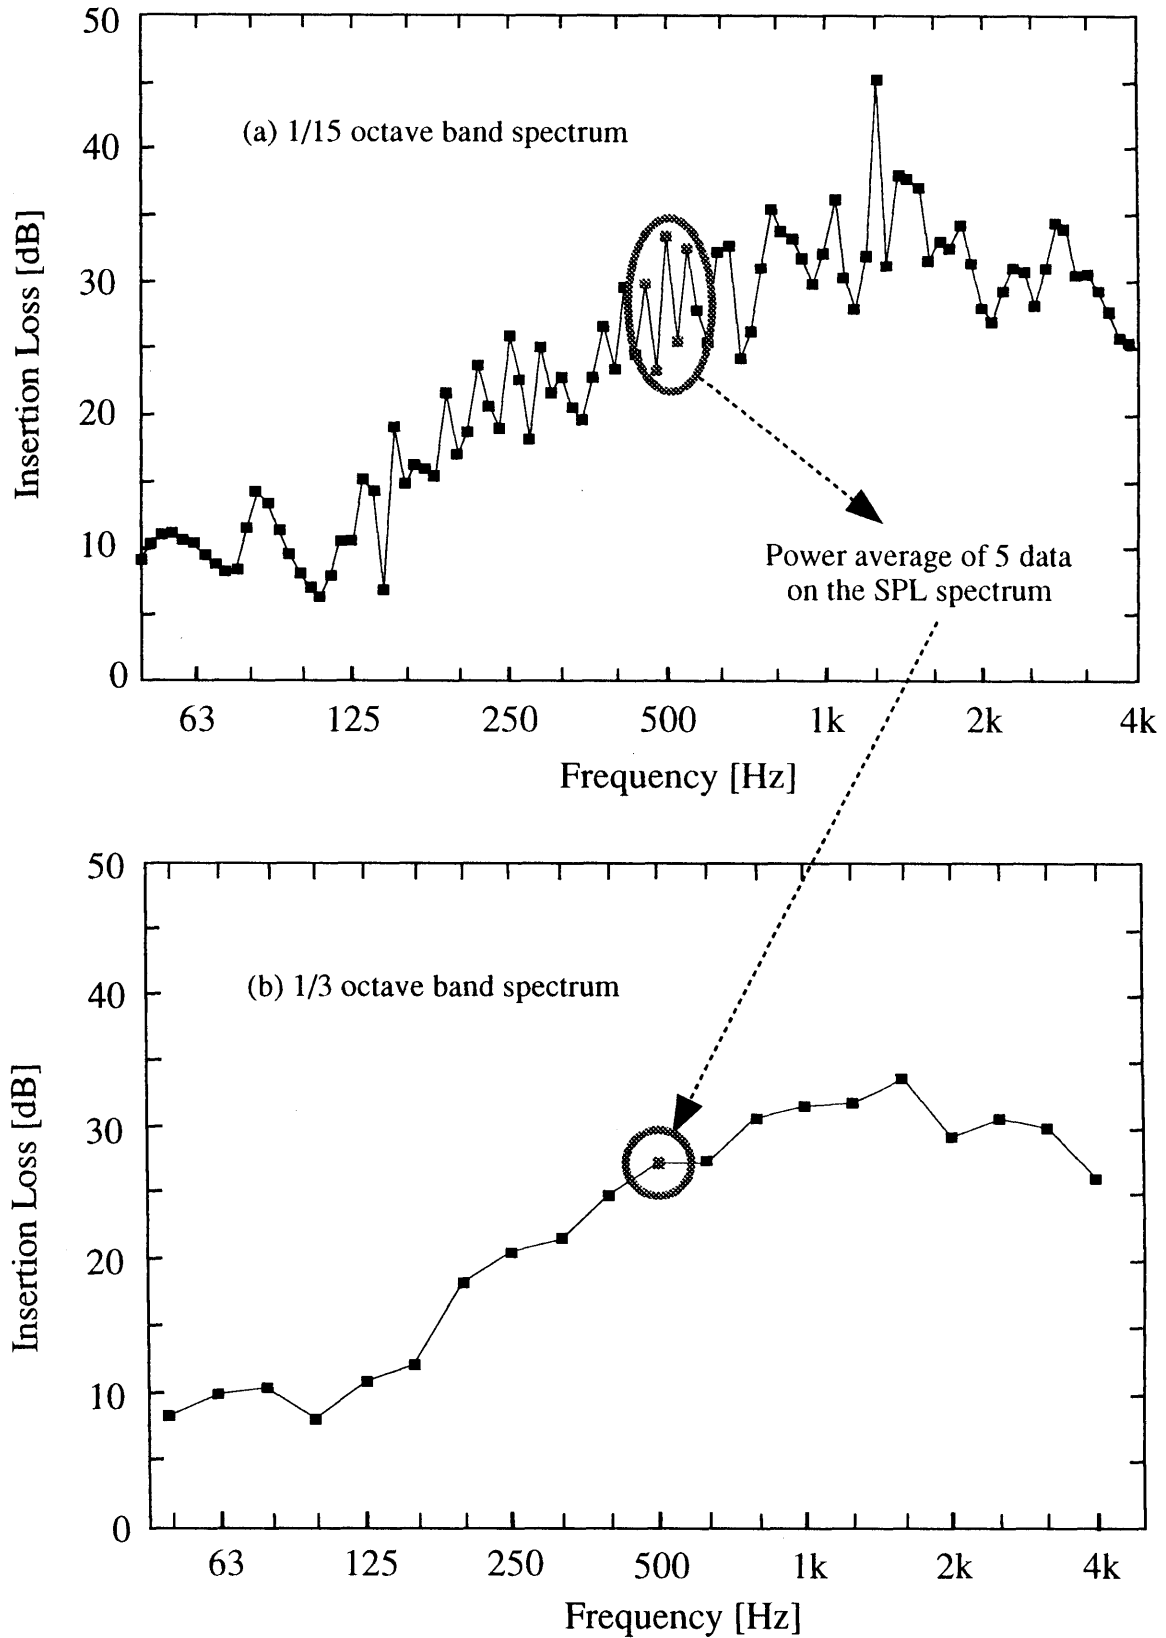 50
40
30
20
10
0
Insertion Loss [dB]
(a) 1/15 octave band spectrum
Power average of 5 data
on the SPL spectrum
63 125 250 500 1k 2k 4k
Frequency [Hz]
50
40
30
20
10
0
Insertion Loss [dB]
(b) 1/3 octave band spectrum
63 125 250 500 1k 2k 4k
Frequency [Hz]